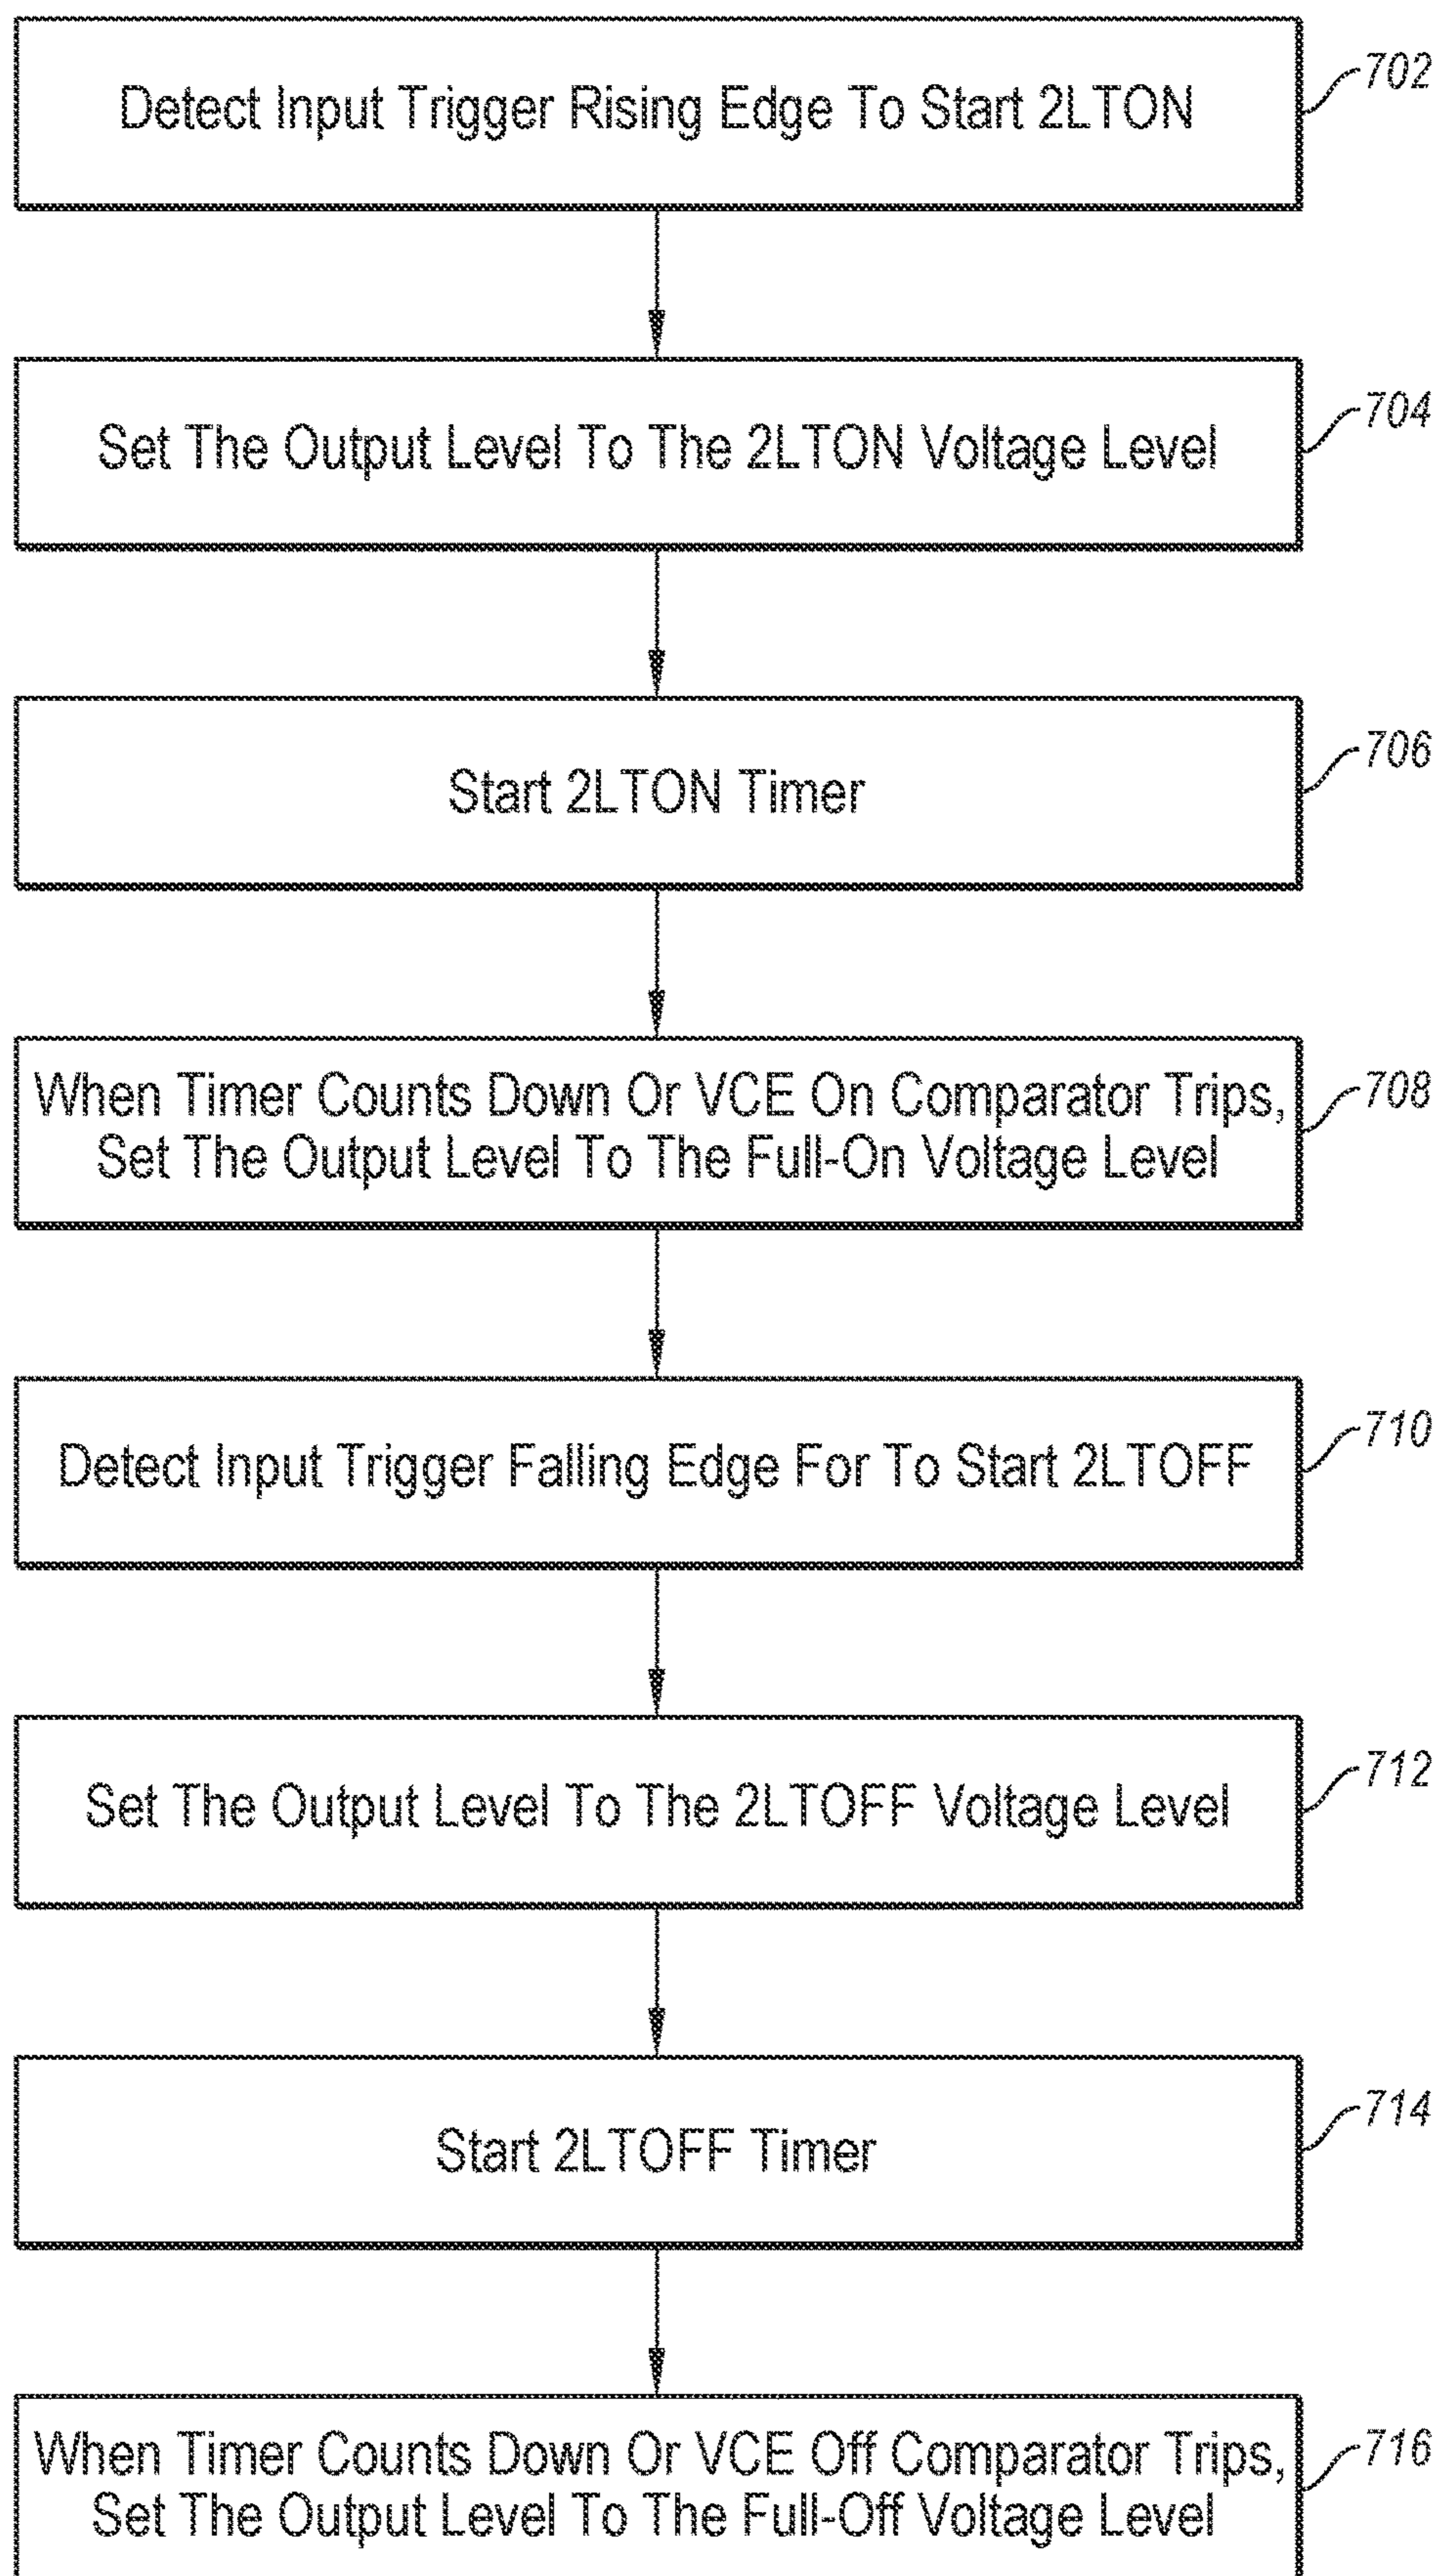 Detect Input Trigger Rising Edge To Start 2LTON
702
Set The Output Level To The 2LTON Voltage Level
704
Start 2LTON Timer
706
When Timer Counts Down Or VCE On Comparator Trips,
Set The Output Level To The Full-On Voltage Level
708
Detect Input Trigger Falling Edge For To Start 2LTOFF
710
Set The Output Level To The 2LTOFF Voltage Level
712
Start 2LTOFF Timer
714
When Timer Counts Down Or VCE Off Comparator Trips,
Set The Output Level To The Full-Off Voltage Level
716